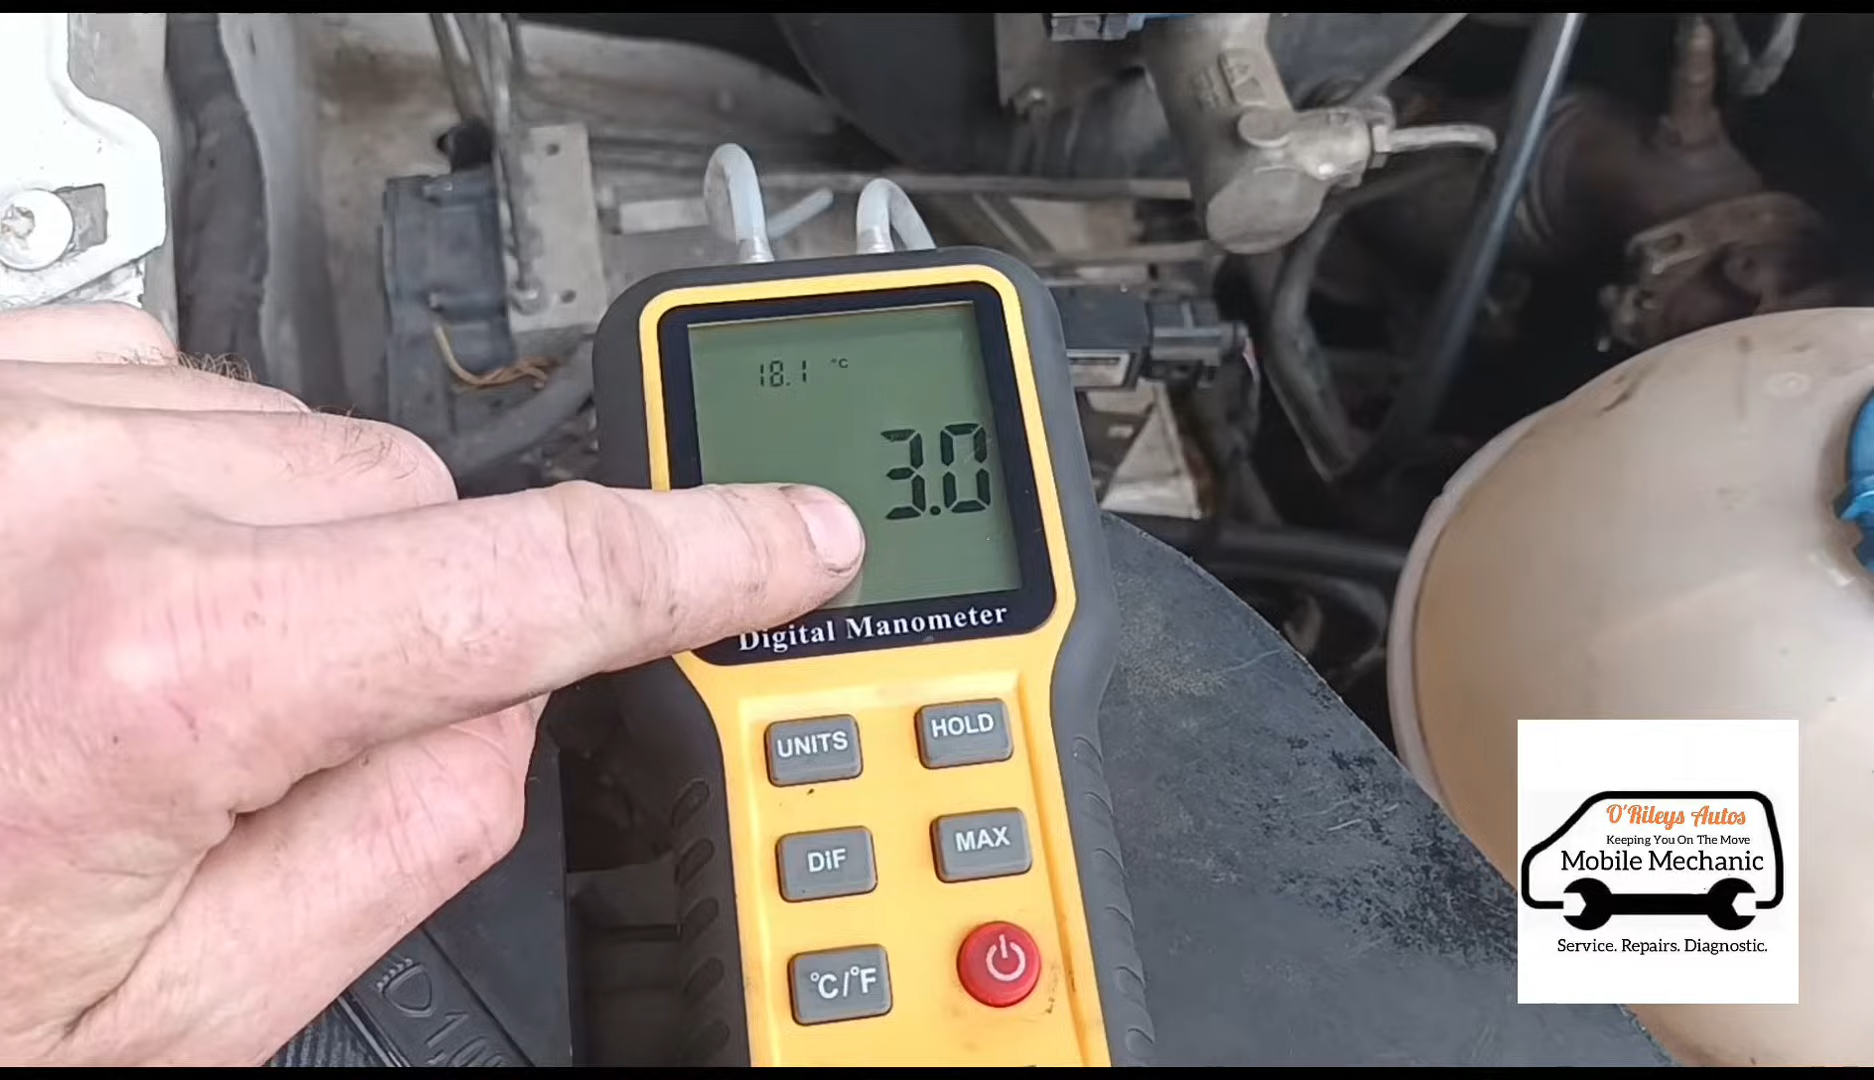 18.1 °C
3.0
Digital Manometer
UNITS
HOLD
DiF
MAX
°C/°F
O'Rileys Autos
Keeping You On The Move
Mobile Mechanic
Service. Repairs. Diagnostic.